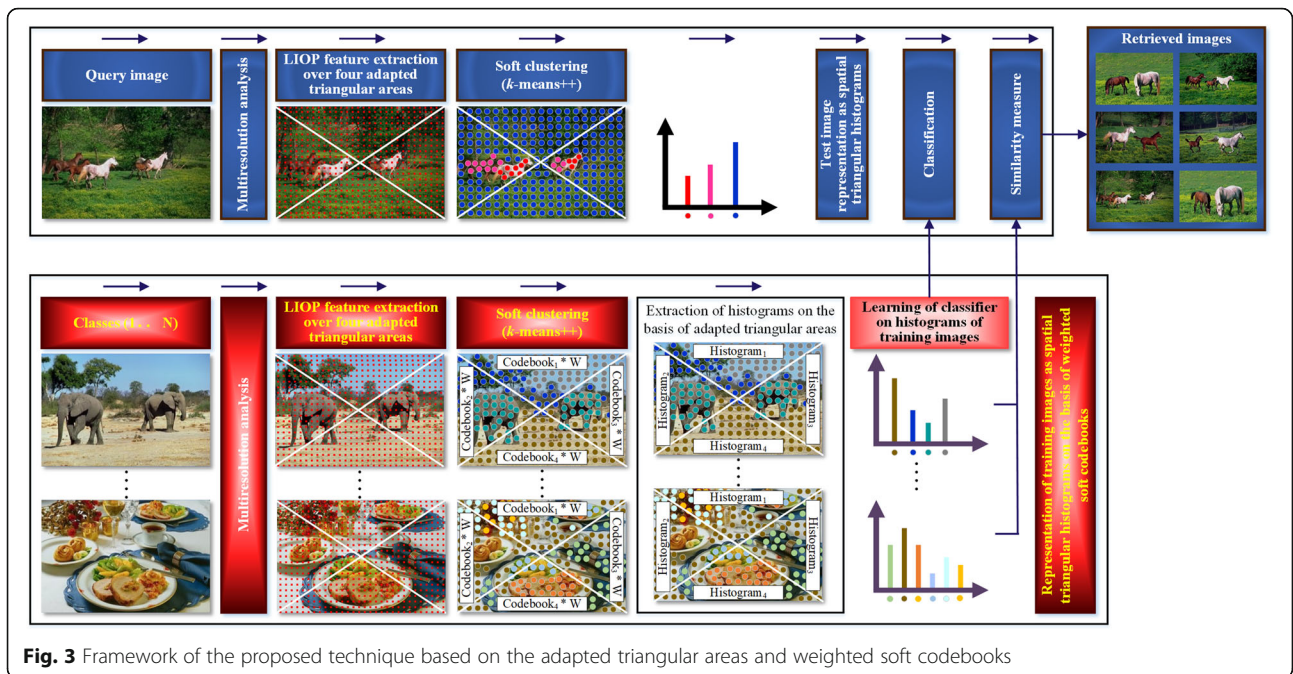 Query image
Multiresolution analysis
LIOP feature extraction
over four adapted
triangular areas
Soft clustering
(k-means++)
Test image
representation as spatial
triangular histograms
Classification
Similarity measure
Retrieved images
Classes (1, . . N)
Multiresolution analysis
LIOP feature extraction
over four adapted
triangular areas
Soft clustering
(k-means++)
Codebook1 * W
Codebook2 * W
Codebook3 * W
Codebook4 * W
Codebook1 * W
Codebook2 * W
Codebook3 * W
Codebook4 * W
Extraction of histograms on the
basis of adapted triangular areas
Histogram1
Histogram2
Histogram3
Histogram4
Histogram1
Histogram2
Histogram3
Histogram4
Learning of classifier
on histograms of
training images
Representation of training images as spatial
triangular histograms on the basis of weighted
soft codebooks
Fig. 3 Framework of the proposed technique based on the adapted triangular areas and weighted soft codebooks